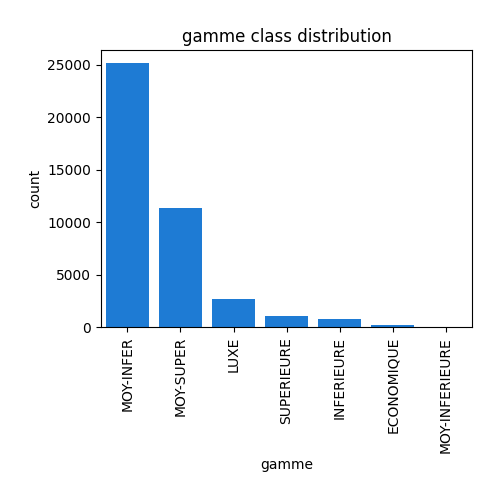 gamme class distribution
25000
20000
15000
10000
5000
0
count
MOY-INFER
MOY-SUPER
LUXE
SUPERIEURE
INFERIEURE
ECONOMIQUE
MOY-INFERIEURE
gamme